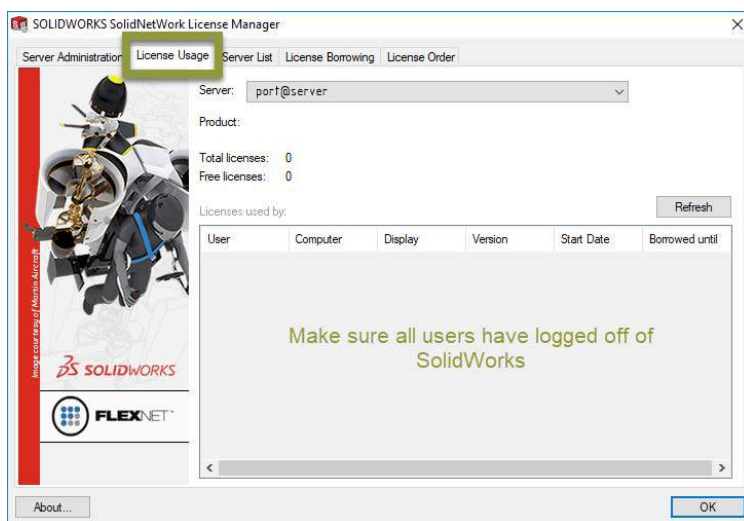 SOLIDWORKS SolidNetWork License Manager
Server Administration License Usage Server List License Borrowing License Order
Server: port@server
Product:
Total licenses: 0
Free licenses: 0
Licenses used by:
Refresh
User Computer Display Version Start Date Borrowed until
Make sure all users have logged off of
SolidWorks
Image courtesy of Martin Aircraft
SOLIDWORKS
FLEXNET
About...
OK